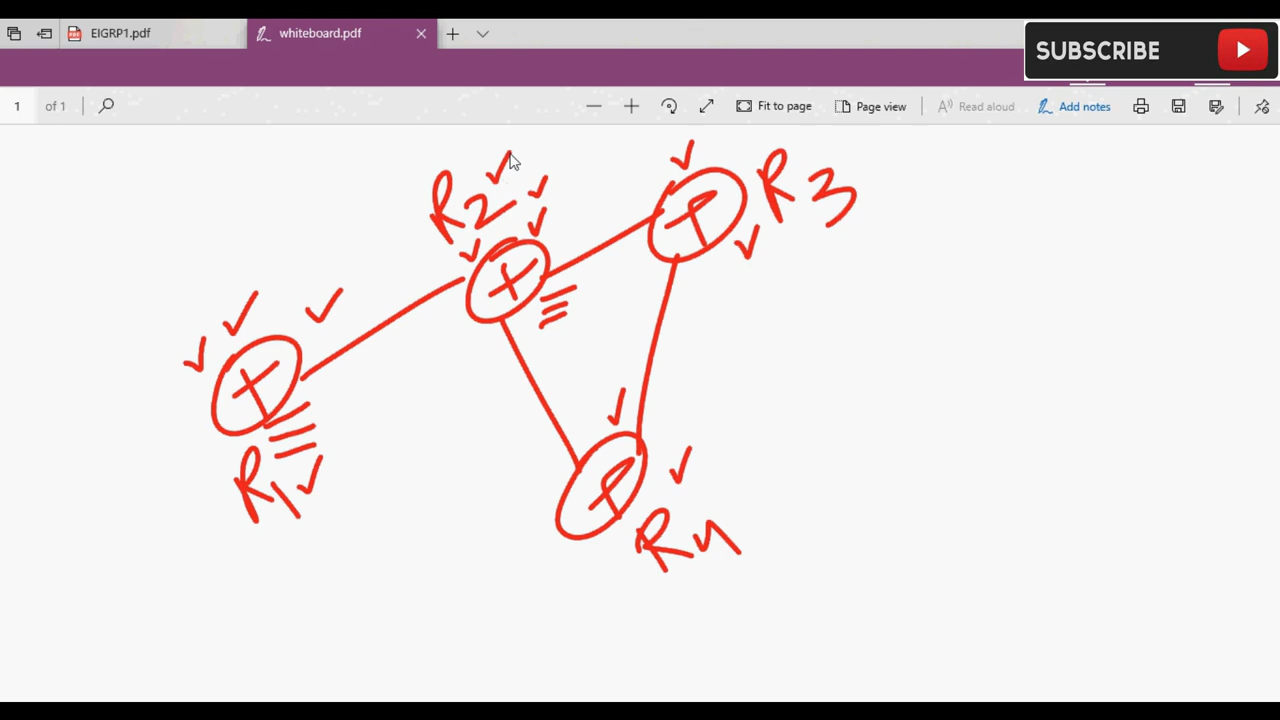 EIGRP1.pdf
whiteboard.pdf
SUBSCRIBE
1 of 1
Fit to page
Page view
Read aloud
Add notes
R2
R3
R1
R4